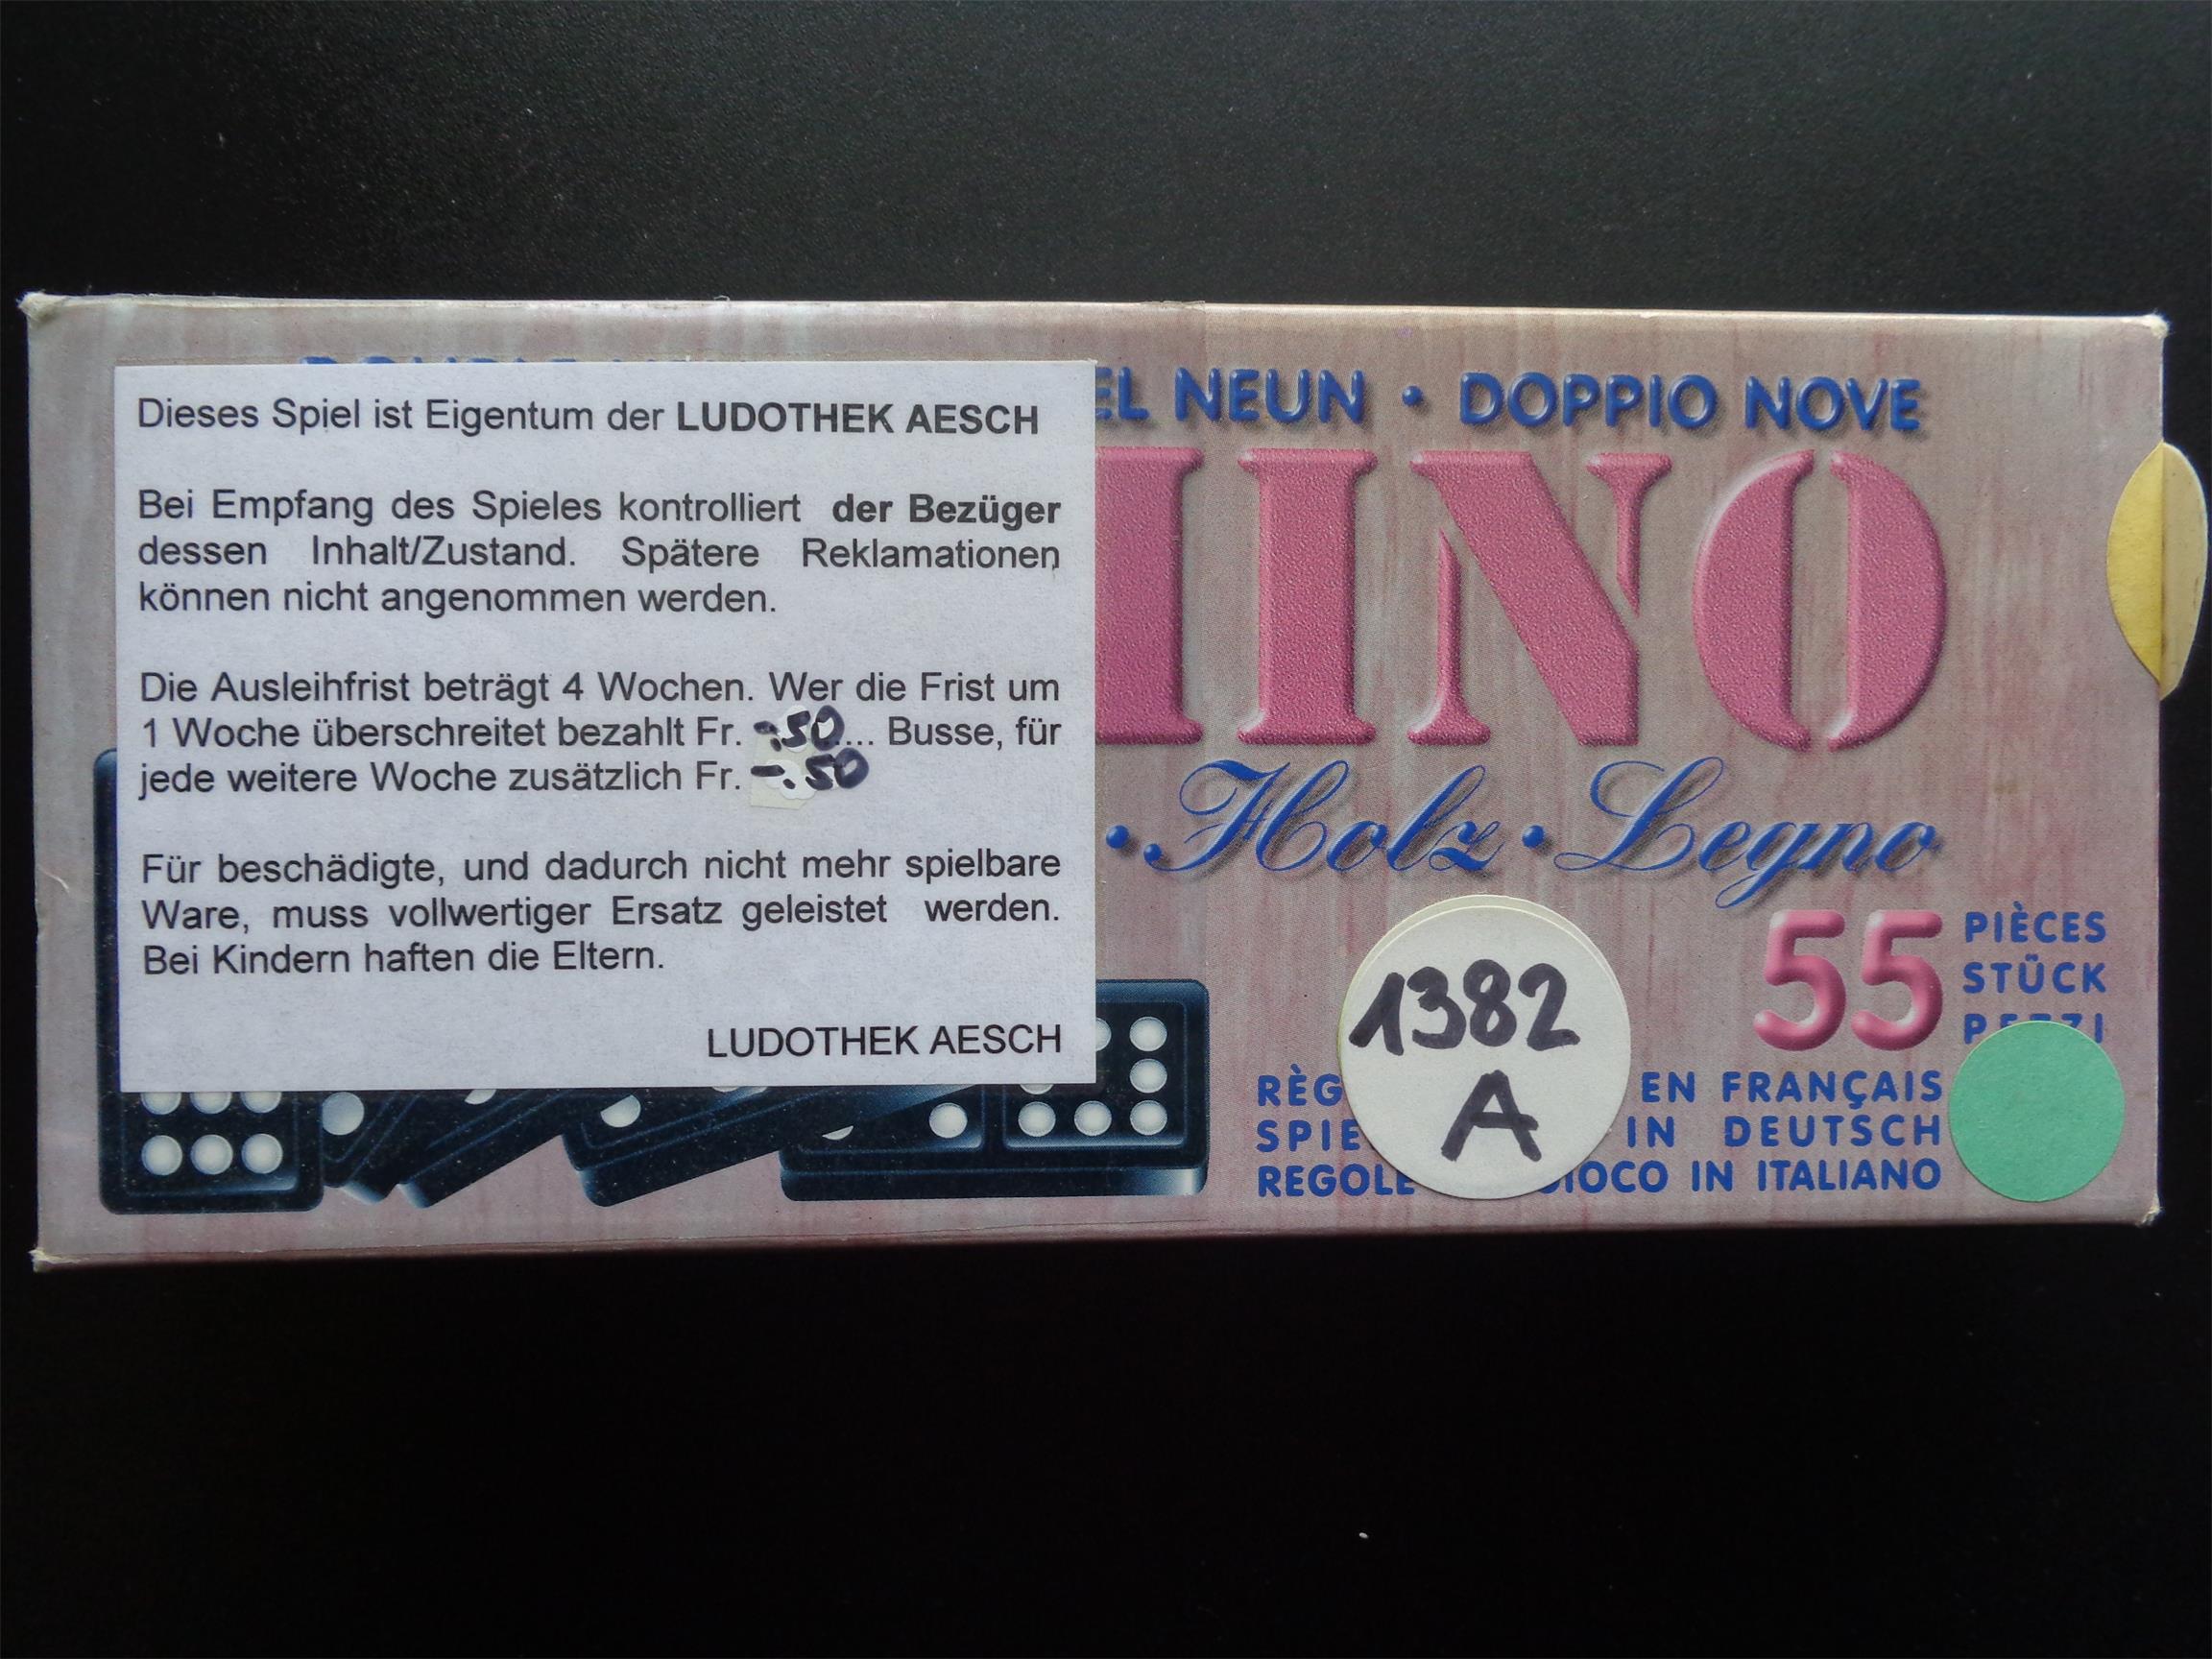 Dieses Spiel ist Eigentum der LUDOTHEK AESCH
Bei Empfang des Spieles kontrolliert der Bezüger
dessen Inhalt/Zustand. Spätere Reklamationen
können nicht angenommen werden.
Die Ausleihfrist beträgt 4 Wochen. Wer die Frist um
1 Woche überschreitet bezahlt Fr. -.50 ... Busse, für
jede weitere Woche zusätzlich Fr. -.50
Für beschädigte, und dadurch nicht mehr spielbare
Ware, muss vollwertiger Ersatz geleistet werden.
Bei Kindern haften die Eltern.
LUDOTHEK AESCH
EL NEUN • DOPPIO NOVE
INO
• Holz • Legno
55 PIÈCES
STÜCK
1382
A
RÈG EN FRANÇAIS
SPIE IN DEUTSCH
REGOLE IOCO IN ITALIANO